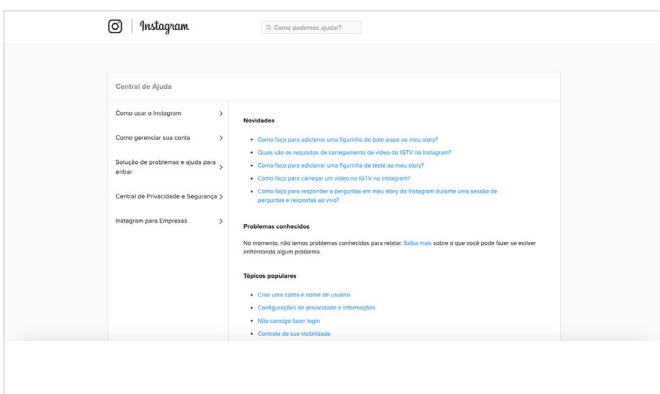 Instagram
Como podemos ajudar?
Central de Ajuda
Como usar o Instagram
Como gerenciar sua conta
Solução de problemas e ajuda para
entrar
Central de Privacidade e Segurança
Instagram para Empresas
Novidades
Como faço para adicionar uma figurinha de bate-papo ao meu story?
Quais são os requisitos de carregamento de vídeo do IGTV no Instagram?
Como faço para adicionar uma figurinha de teste ao meu story?
Como faço para carregar um vídeo no IGTV no Instagram?
Como faço para responder a perguntas em meu story do Instagram durante uma sessão de
perguntas e respostas ao vivo?
Problemas conhecidos
No momento, não temos problemas conhecidos para relatar. Saiba mais sobre o que você pode fazer se estiver
enfrentando algum problema.
Tópicos populares
Criar uma conta e nome de usuário
Configurações de privacidade e informações
Não consigo fazer login
Controle de sua visibilidade